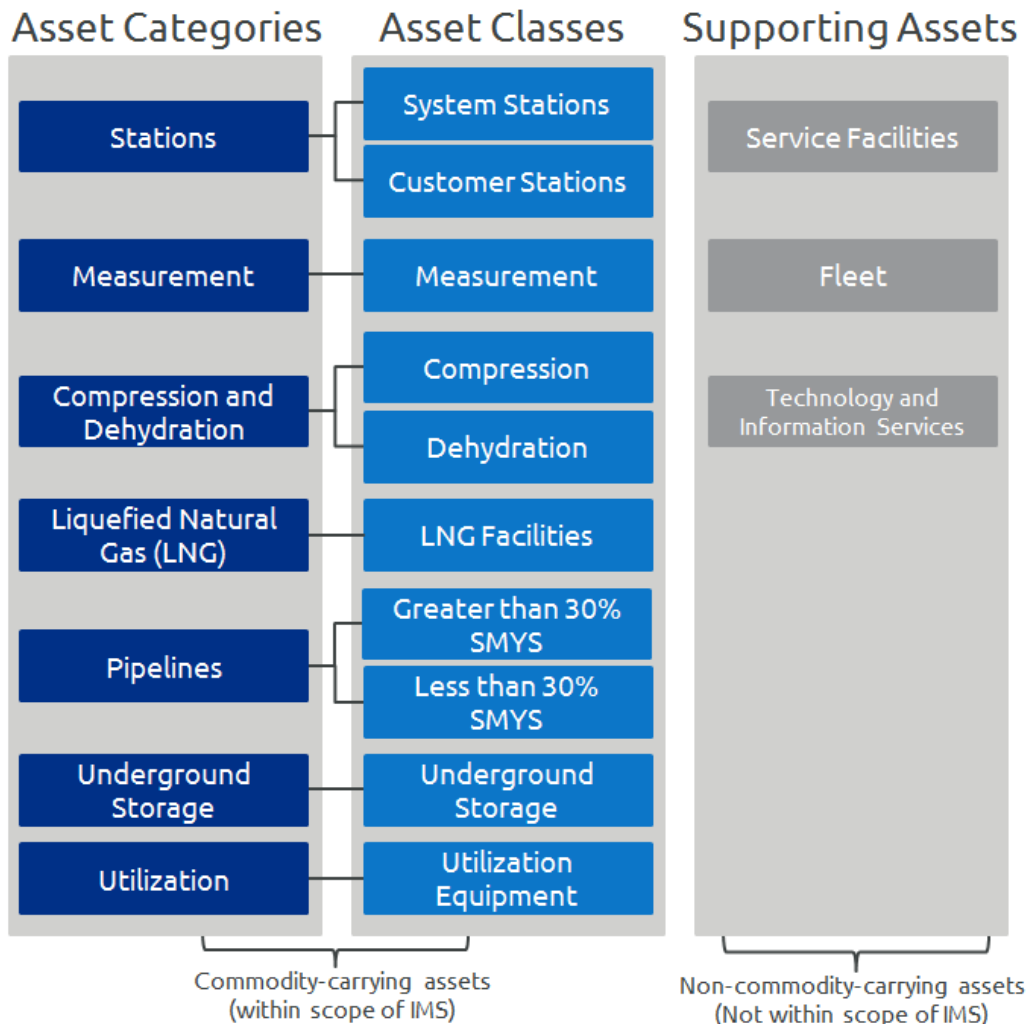 Asset Categories
Asset Classes
Supporting Assets
Stations
System Stations
Customer Stations
Service Facilities
Measurement
Measurement
Fleet
Compression and
Dehydration
Compression
Dehydration
Technology and
Information Services
Liquefied Natural
Gas (LNG)
LNG Facilities
Pipelines
Greater than 30%
SMYS
Less than 30%
SMYS
Underground
Storage
Underground
Storage
Utilization
Utilization
Equipment
Commodity-carrying assets
(within scope of IMS)
Non-commodity-carrying assets
(Not within scope of IMS)